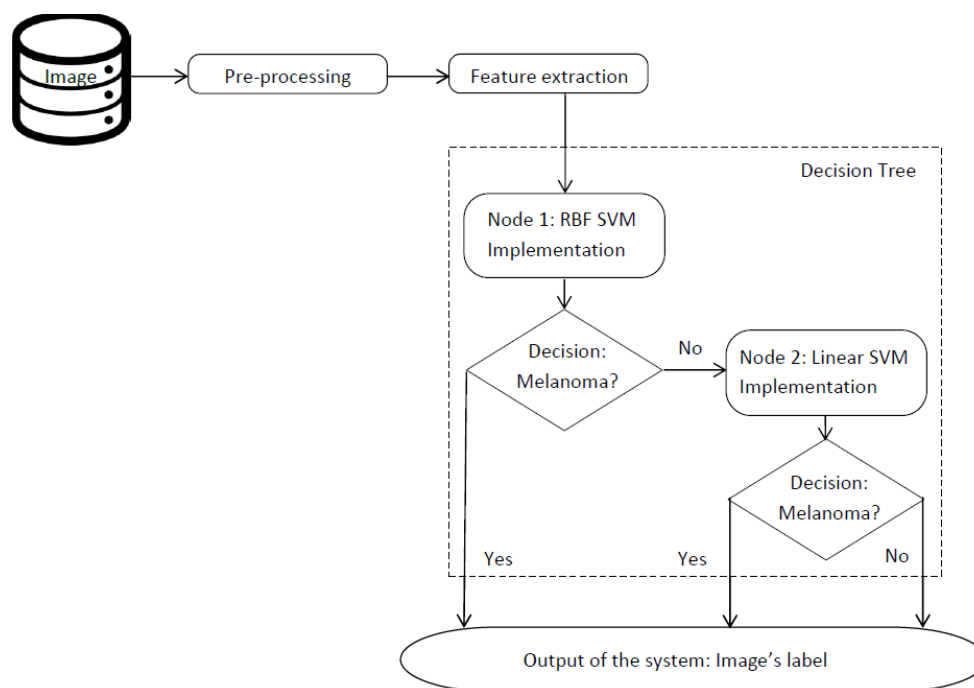 Image
Pre-processing
Feature extraction
Decision Tree
Node 1: RBF SVM
Implementation
Decision:
Melanoma?
No
Node 2: Linear SVM
Implementation
Decision:
Melanoma?
Yes
Yes
No
Output of the system: Image's label